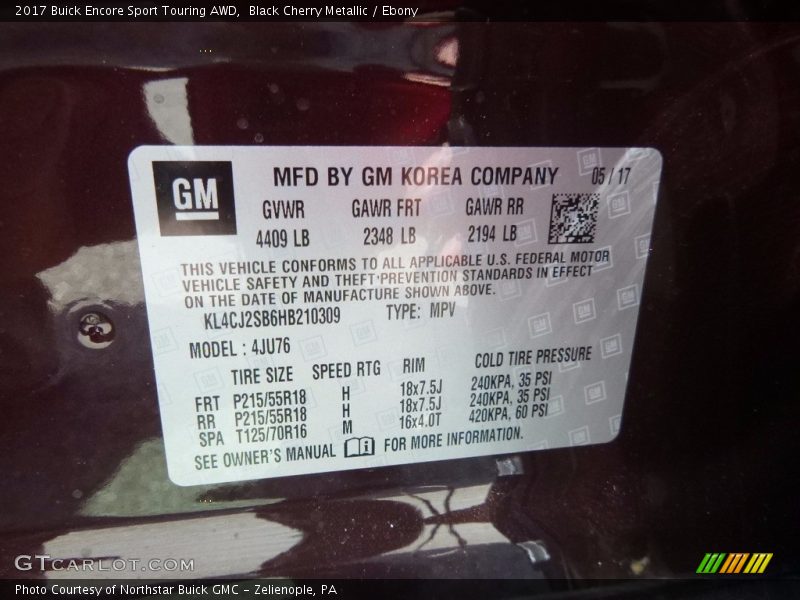 2017 Buick Encore Sport Touring AWD,  Black Cherry Metallic / Ebony
GM
MFD BY GM KOREA COMPANY 05 / 17
GVWR GAWR FRT GAWR RR
4409 LB 2348 LB 2194 LB
THIS VEHICLE CONFORMS TO ALL APPLICABLE U.S. FEDERAL MOTOR
VEHICLE SAFETY AND THEFT PREVENTION STANDARDS IN EFFECT
ON THE DATE OF MANUFACTURE SHOWN ABOVE.
KL4CJ2SB6HB210309 TYPE: MPV
MODEL : 4JU76
TIRE SIZE SPEED RTG RIM COLD TIRE PRESSURE
FRT P215/55R18 H 18x7.5J 240KPA, 35 PSI
RR P215/55R18 H 18x7.5J 240KPA, 35 PSI
SPA T125/70R16 M 16x4.0T 420KPA, 60 PSI
SEE OWNER'S MANUAL i FOR MORE INFORMATION.
GTCARLOT.COM
Photo Courtesy of Northstar Buick GMC - Zelienople, PA